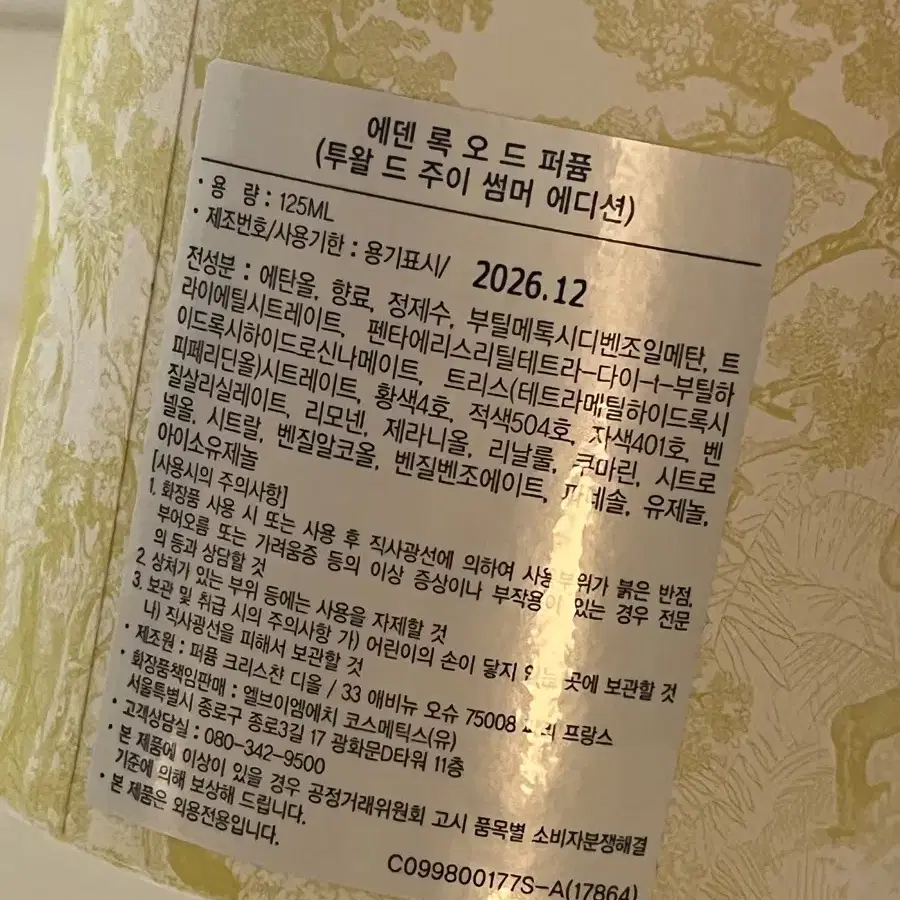 에덴 록 오 드 퍼퓸
(투왈 드 주이 썸머 에디션)
· 용 량 : 125ML
· 제조번호/사용기한 : 용기표시/ 2026.12
전성분 : 에탄올, 향료, 정제수, 부틸메톡시디벤조일메탄, 트
라이에틸시트레이트, 펜타에리스리틸테트라-다이-t-부틸하
이드록시하이드로신나메이트, 트리스(테트라메틸하이드록시
피페리딘올)시트레이트, 황색4호, 적색504호, 자색401호, 벤
질살리실레이트, 리모넨, 제라니올, 리날룰, 쿠마린, 시트로
넬올, 시트랄, 벤질알코올, 벤질벤조에이트, 파네솔, 유제놀,
아이소유제놀
[사용시의 주의사항]
1. 화장품 사용 시 또는 사용 후 직사광선에 의하여 사용부위가 붉은 반점,
부어오름 또는 가려움증 등의 이상 증상이나 부작용이 있는 경우 전문
의 등과 상담할 것
2. 상처가 있는 부위 등에는 사용을 자제할 것
3. 보관 및 취급 시의 주의사항 가) 어린이의 손이 닿지 않는 곳에 보관할 것
나) 직사광선을 피해서 보관할 것
· 제조원 : 퍼퓸 크리스챤 디올 / 33 애비뉴 오슈 75008 파리 프랑스
· 화장품책임판매 : 엘브이엠에치 코스메틱스(유)
서울특별시 종로구 종로3길 17 광화문D타워 11층
· 고객상담실 : 080-342-9500
· 본 제품에 이상이 있을 경우 공정거래위원회 고시 품목별 소비자분쟁해결
기준에 의해 보상해 드립니다.
· 본 제품은 외용전용입니다.
C099800177S-A(17864)